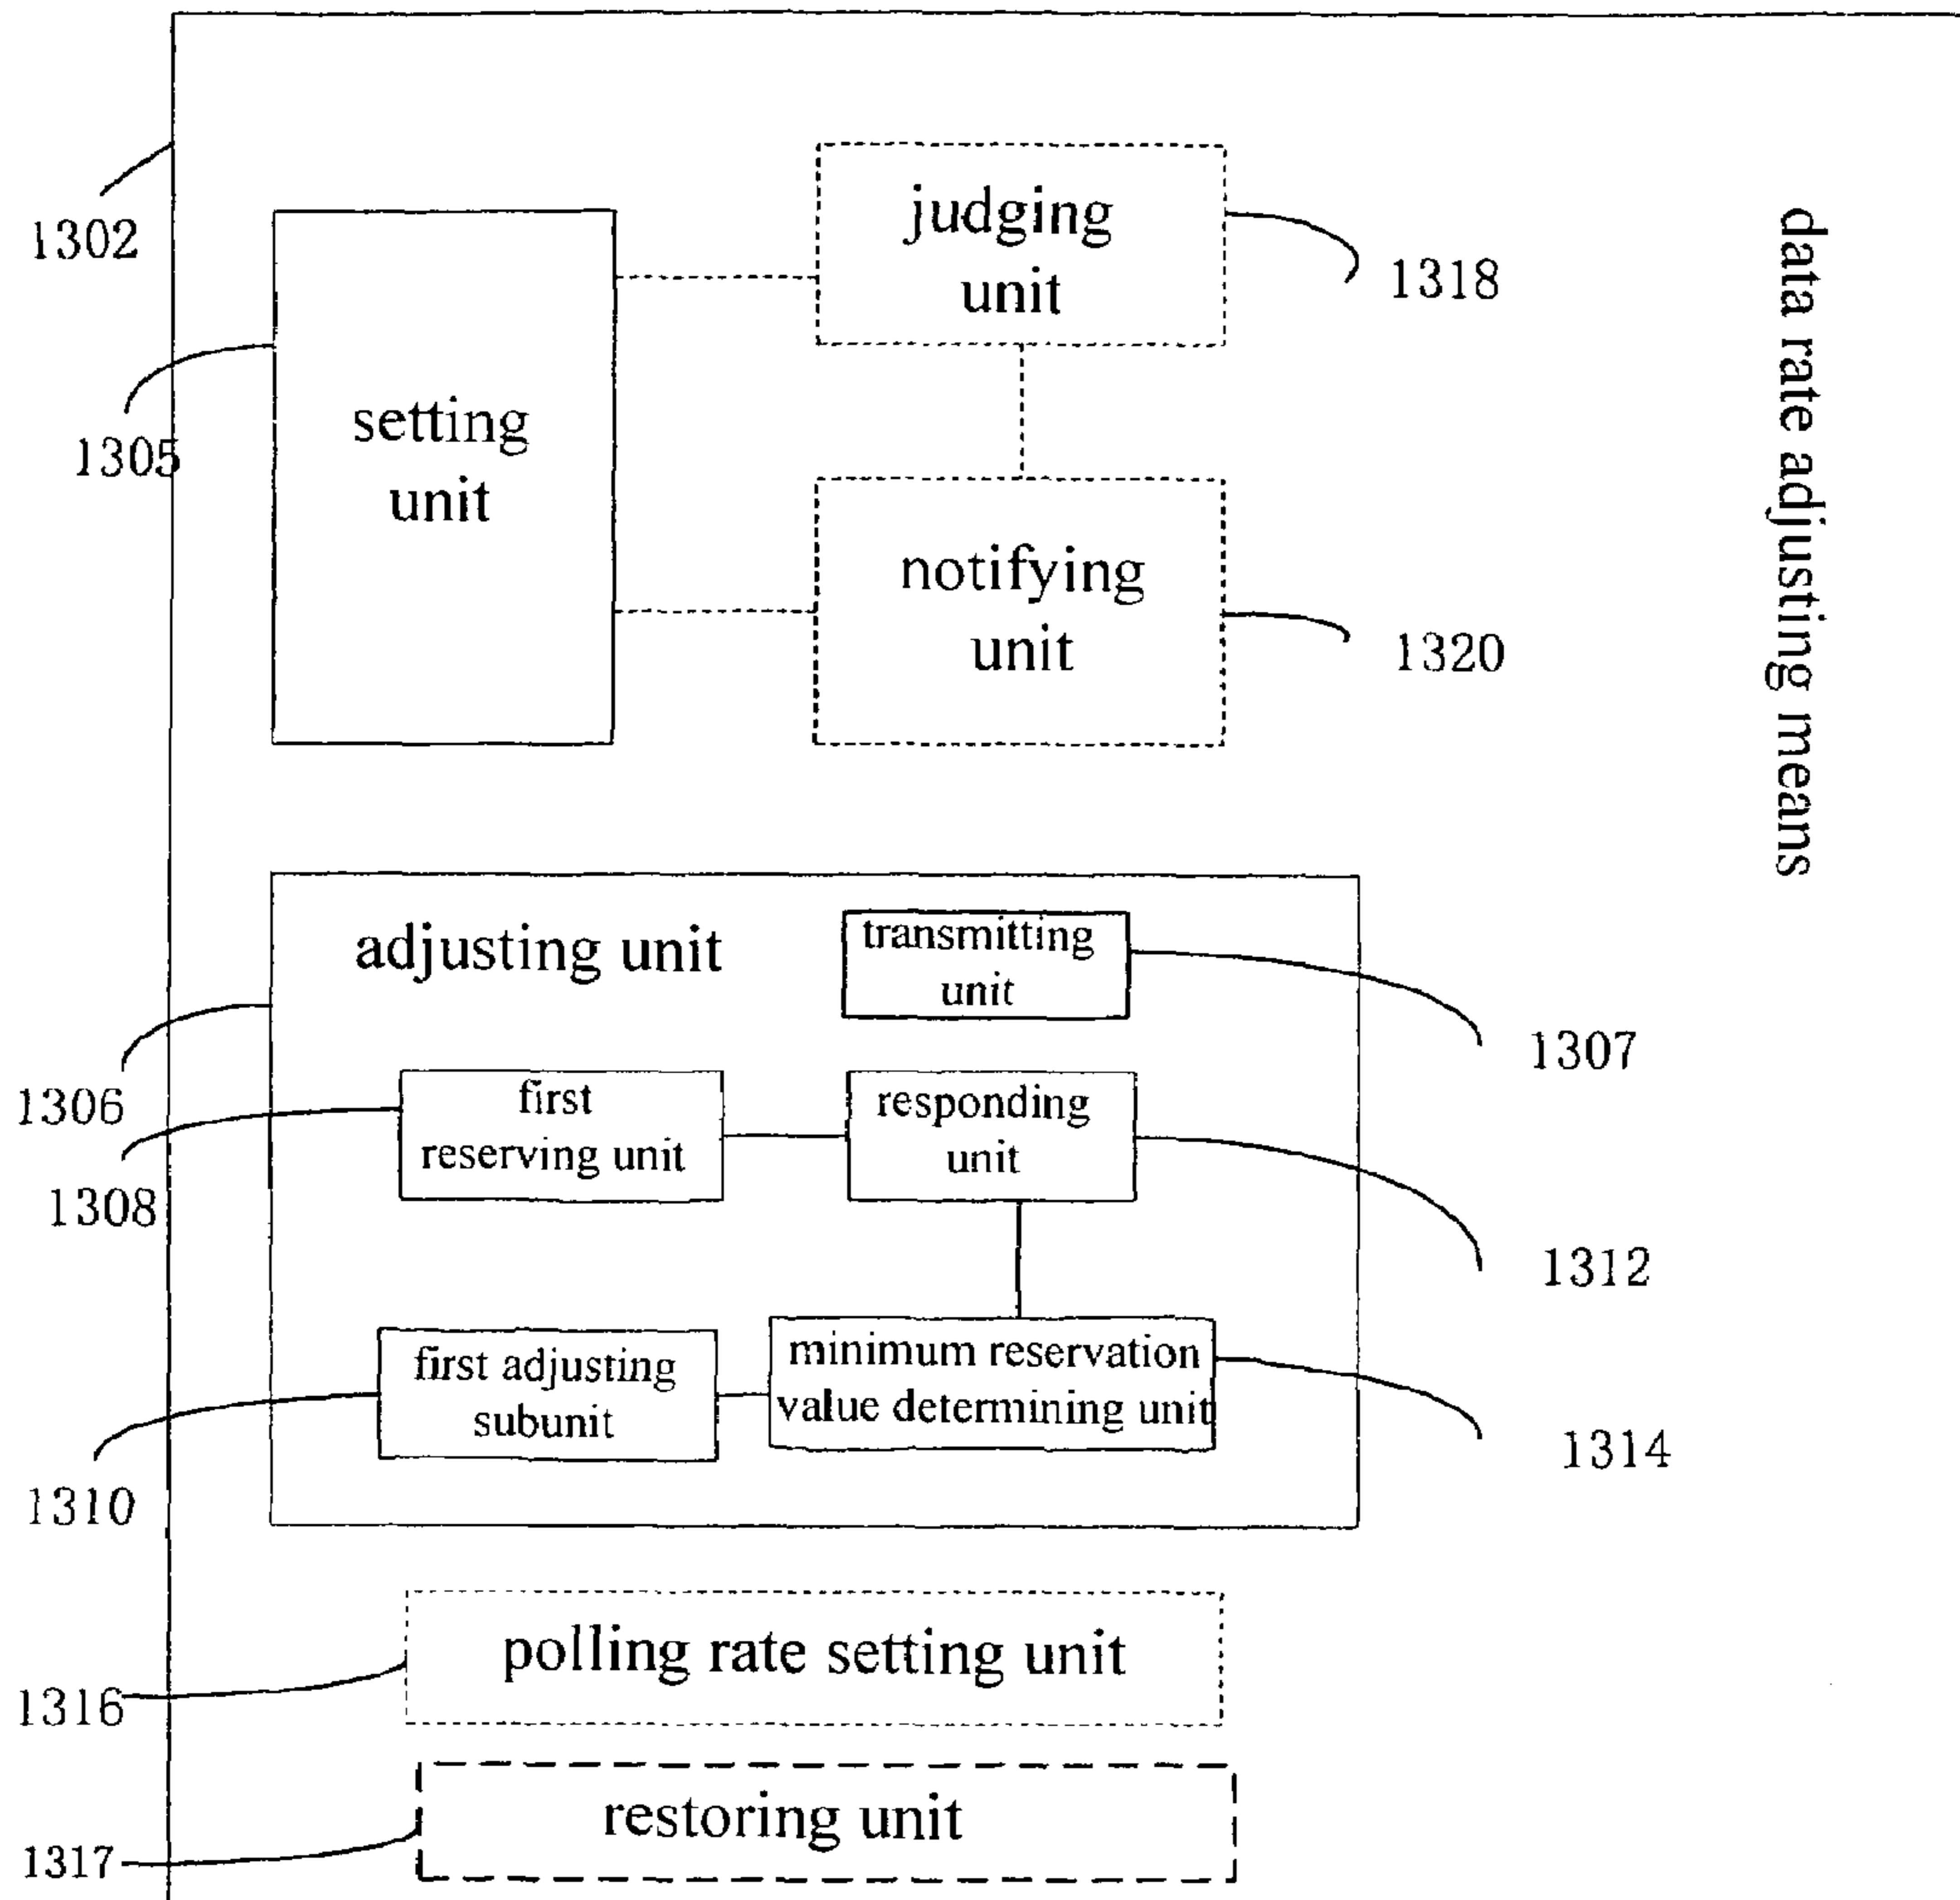 1302
judging
unit
1318
setting
unit
1305
notifying
unit
1320
data rate adjusting means
adjusting unit
transmitting
unit
1307
1306
first
reserving unit
responding
unit
1308
1312
first adjusting
subunit
minimum reservation
value determining unit
1310
1314
polling rate setting unit
1316
restoring unit
1317